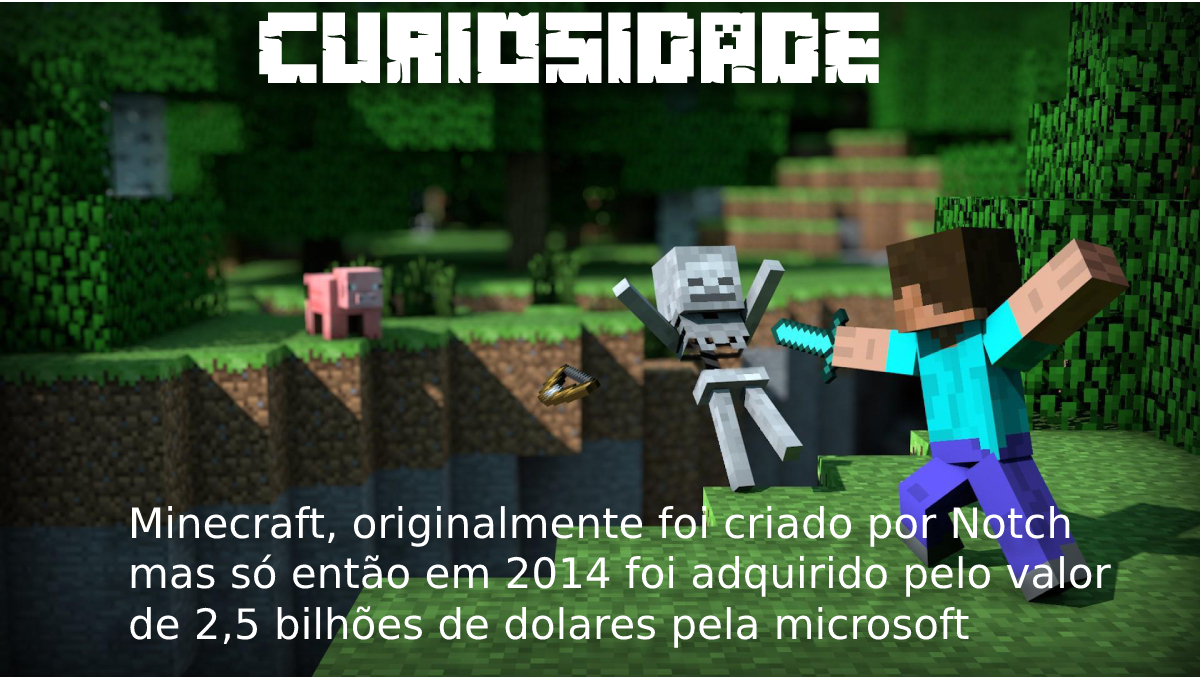 CURIOSIDADE
Minecraft, originalmente foi criado por Notch
mas só então em 2014 foi adquirido pelo valor
de 2,5 bilhões de dolares pela microsoft